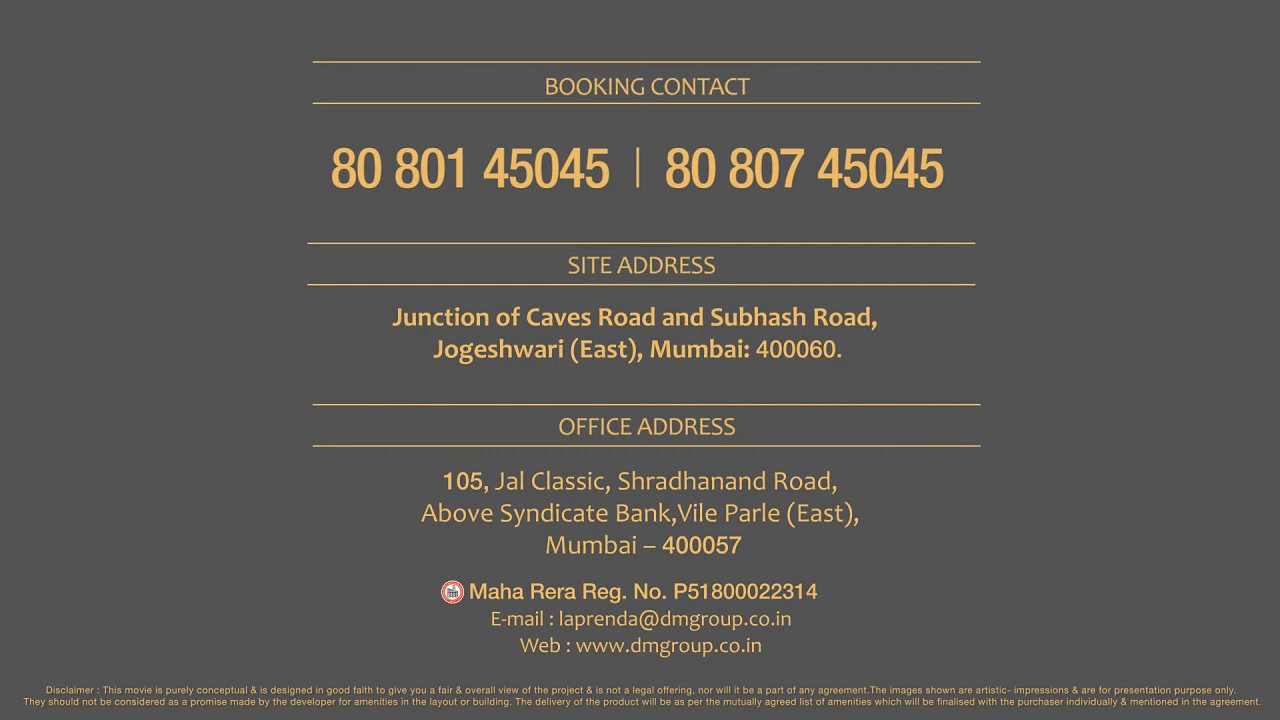 BOOKING CONTACT
80 801 45045 | 80 807 45045
SITE ADDRESS
Junction of Caves Road and Subhash Road,
Jogeshwari (East), Mumbai: 400060.
OFFICE ADDRESS
105, Jal Classic, Shradhanand Road,
Above Syndicate Bank,Vile Parle (East),
Mumbai – 400057
Maha Rera Reg. No. P51800022314
E-mail : laprenda@dmgroup.co.in
Web : www.dmgroup.co.in
Disclaimer : This movie is purely conceptual & is designed in good faith to give you a fair & overall view of the project & is not a legal offering, nor will it be a part of any agreement.The images shown are artistic- impressions & are for presentation purpose only.
They should not be considered as a promise made by the developer for amenities in the layout or building. The delivery of the product will be as per the mutually agreed list of amenities which will be finalised with the purchaser individually & mentioned in the agreement.